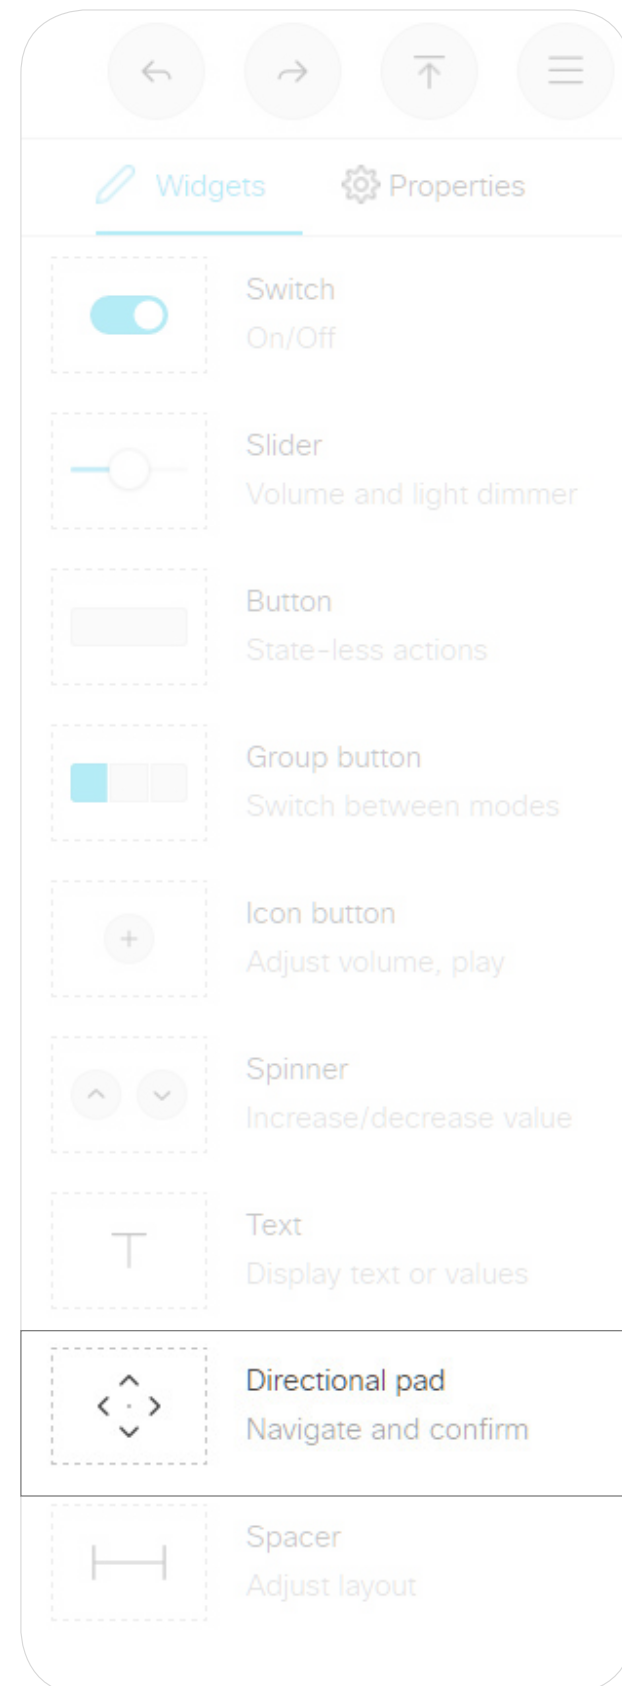 Widgets Properties
Switch
On/Off
Slider
Volume and light dimmer
Button
State-less actions
Group button
Switch between modes
Icon button
Adjust volume, play
Spinner
Increase/decrease value
Text
Display text or values
Directional pad
Navigate and confirm
Spacer
Adjust layout